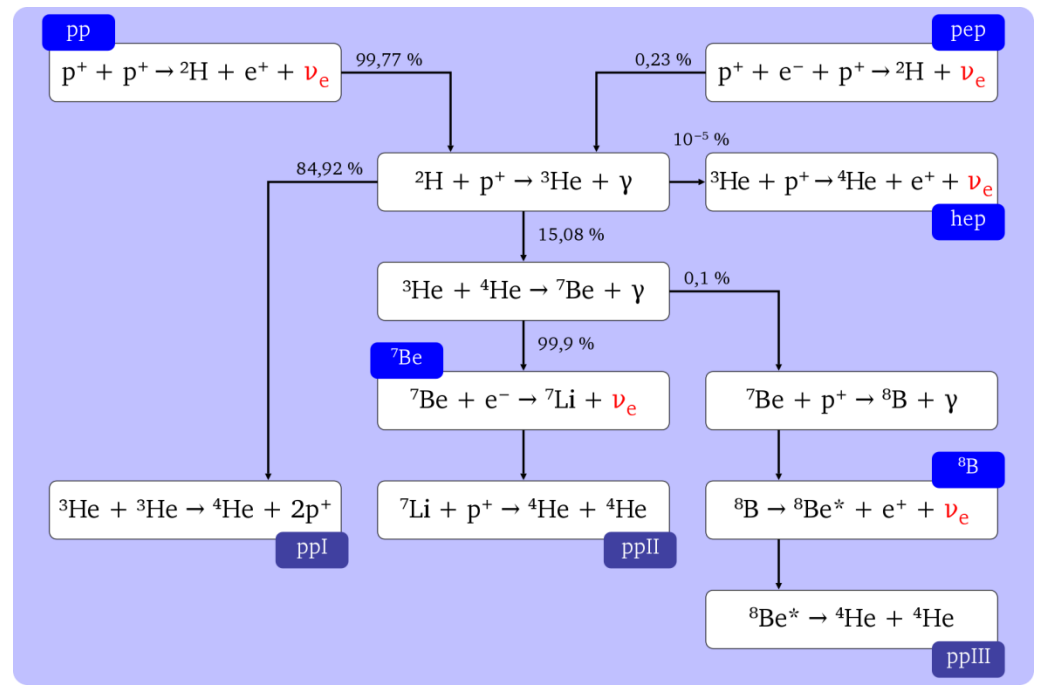 pp
p⁺ + p⁺ → ²H + e⁺ + νₑ
99,77 %
pep
0,23 %
p⁺ + e⁻ + p⁺ → ²H + νₑ
84,92 %
²H + p⁺ → ³He + γ
10⁻⁵ %
³He + p⁺ → ⁴He + e⁺ + νₑ
hep
15,08 %
³He + ⁴He → ⁷Be + γ
0,1 %
99,9 %
⁷Be
⁷Be + e⁻ → ⁷Li + νₑ
⁷Be + p⁺ → ⁸B + γ
³He + ³He → ⁴He + 2p⁺
ppI
⁷Li + p⁺ → ⁴He + ⁴He
ppII
⁸B
⁸B → ⁸Be* + e⁺ + νₑ
⁸Be* → ⁴He + ⁴He
ppIII